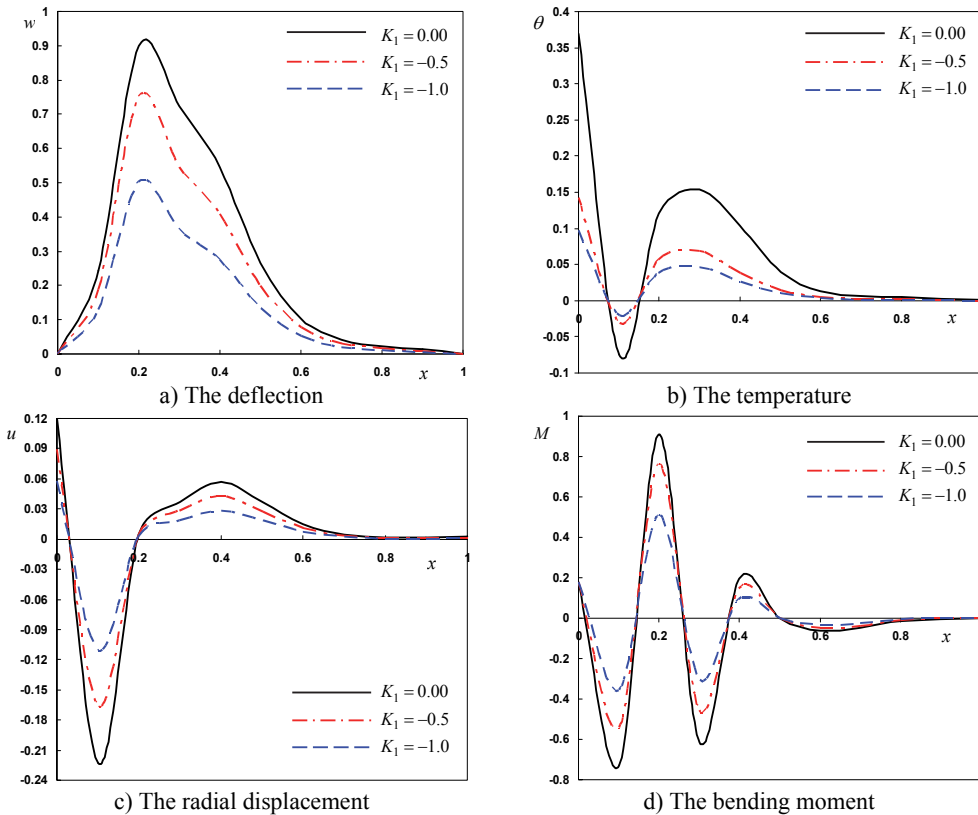 w
1
0.9
0.8
0.7
0.6
0.5
0.4
0.3
0.2
0.1
0
0 0.2 0.4 0.6 0.8 1
x
K₁ = 0.00
K₁ = −0.5
K₁ = −1.0
a) The deflection
θ
0.4
0.35
0.3
0.25
0.2
0.15
0.1
0.05
0
-0.05
-0.1
0 0.2 0.4 0.6 0.8 1
x
K₁ = 0.00
K₁ = −0.5
K₁ = −1.0
b) The temperature
u
0.12
0.09
0.06
0.03
0
-0.03
-0.06
-0.09
-0.12
-0.15
-0.18
-0.21
-0.24
0 0.2 0.4 0.6 0.8 1
x
K₁ = 0.00
K₁ = −0.5
K₁ = −1.0
c) The radial displacement
M
1
0.8
0.6
0.4
0.2
0
-0.2
-0.4
-0.6
-0.8
0 0.2 0.4 0.6 0.8 1
x
K₁ = 0.00
K₁ = −0.5
K₁ = −1.0
d) The bending moment